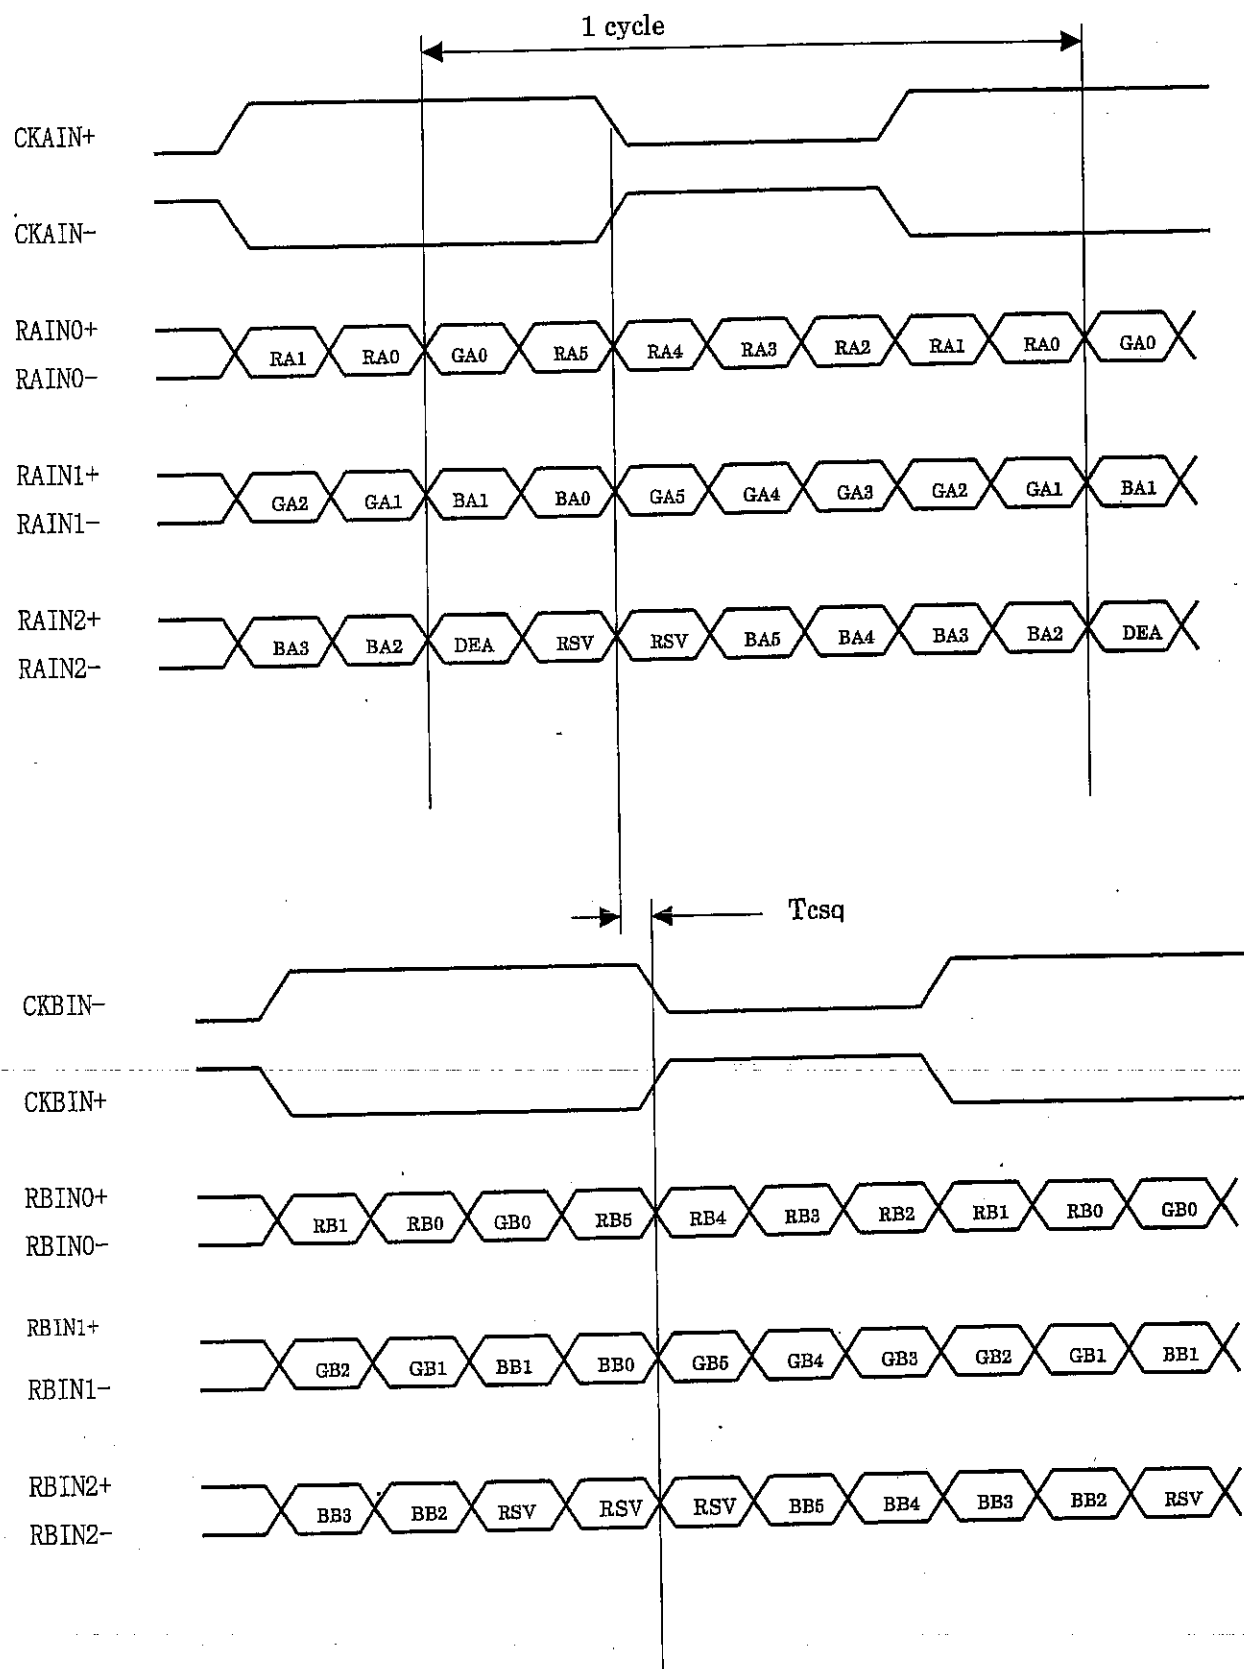 1 cycle
CKAIN+
CKAIN-
RAIN0+
RA1 RA0 GA0 RA5 RA4 RA3 RA2 RA1 RA0 GA0
RAIN0-
RAIN1+
GA2 GA1 BA1 BA0 GA5 GA4 GA3 GA2 GA1 BA1
RAIN1-
RAIN2+
BA3 BA2 DEA RSV RSV BA5 BA4 BA3 BA2 DEA
RAIN2-
Tcsq
CKBIN-
CKBIN+
RBIN0+
RB1 RB0 GB0 RB5 RB4 RB3 RB2 RB1 RB0 GB0
RBIN0-
RBIN1+
GB2 GB1 BB1 BB0 GB5 GB4 GB3 GB2 GB1 BB1
RBIN1-
RBIN2+
BB3 BB2 RSV RSV RSV BB5 BB4 BB3 BB2 RSV
RBIN2-